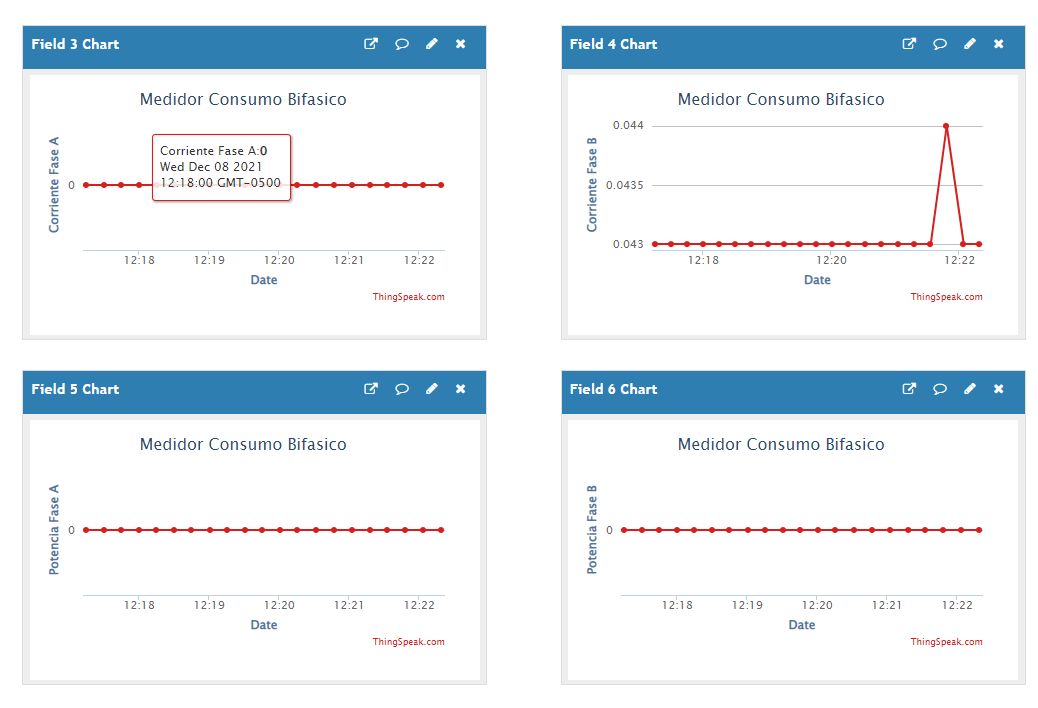 Field 3 Chart
Medidor Consumo Bifasico
Corriente Fase A
0
Corriente Fase A:0
Wed Dec 08 2021
12:18:00 GMT-0500
12:18 12:19 12:20 12:21 12:22
Date
ThingSpeak.com
Field 4 Chart
Medidor Consumo Bifasico
Corriente Fase B
0.044
0.0435
0.043
12:18 12:20 12:22
Date
ThingSpeak.com
Field 5 Chart
Medidor Consumo Bifasico
Potencia Fase A
0
12:18 12:19 12:20 12:21 12:22
Date
ThingSpeak.com
Field 6 Chart
Medidor Consumo Bifasico
Potencia Fase B
0
12:18 12:19 12:20 12:21 12:22
Date
ThingSpeak.com